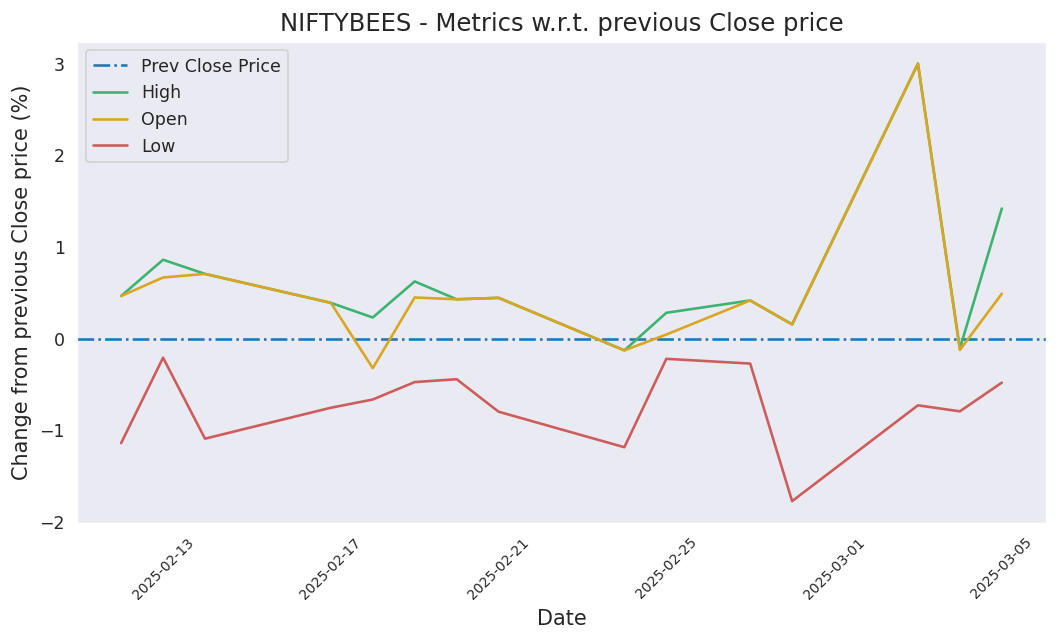 NIFTYBEES - Metrics w.r.t. previous Close price
Prev Close Price
High
Open
Low
Change from previous Close price (%)
3
2
1
0
−1
−2
2025-02-13
2025-02-17
2025-02-21
2025-02-25
2025-03-01
2025-03-05
Date